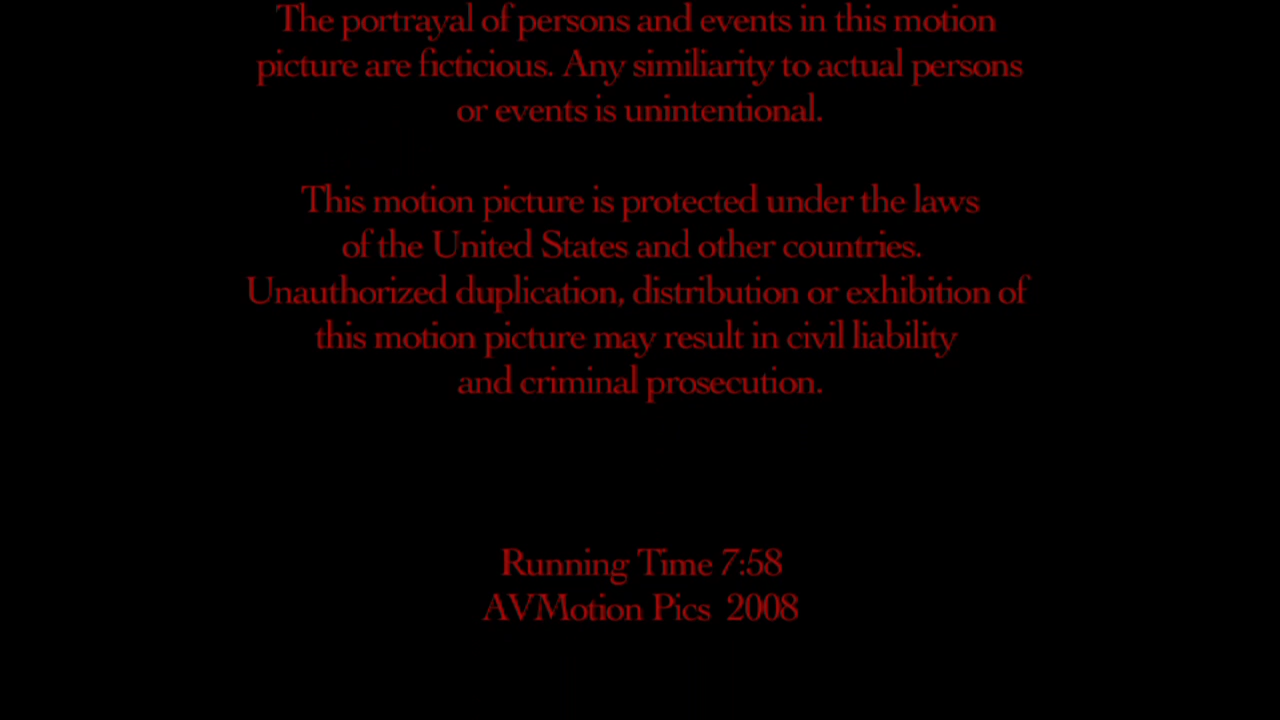 The portrayal of persons and events in this motion
picture are ficticious. Any similiarity to actual persons
or events is unintentional.
This motion picture is protected under the laws
of the United States and other countries.
Unauthorized duplication, distribution or exhibition of
this motion picture may result in civil liability
and criminal prosecution.
Running Time 7:58
AVMotion Pics 2008